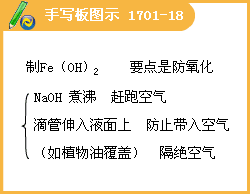 手写板图示 1701-18
制Fe(OH)2 要点是防氧化
NaOH 煮沸 赶跑空气
滴管伸入液面上 防止带入空气
(如植物油覆盖) 隔绝空气